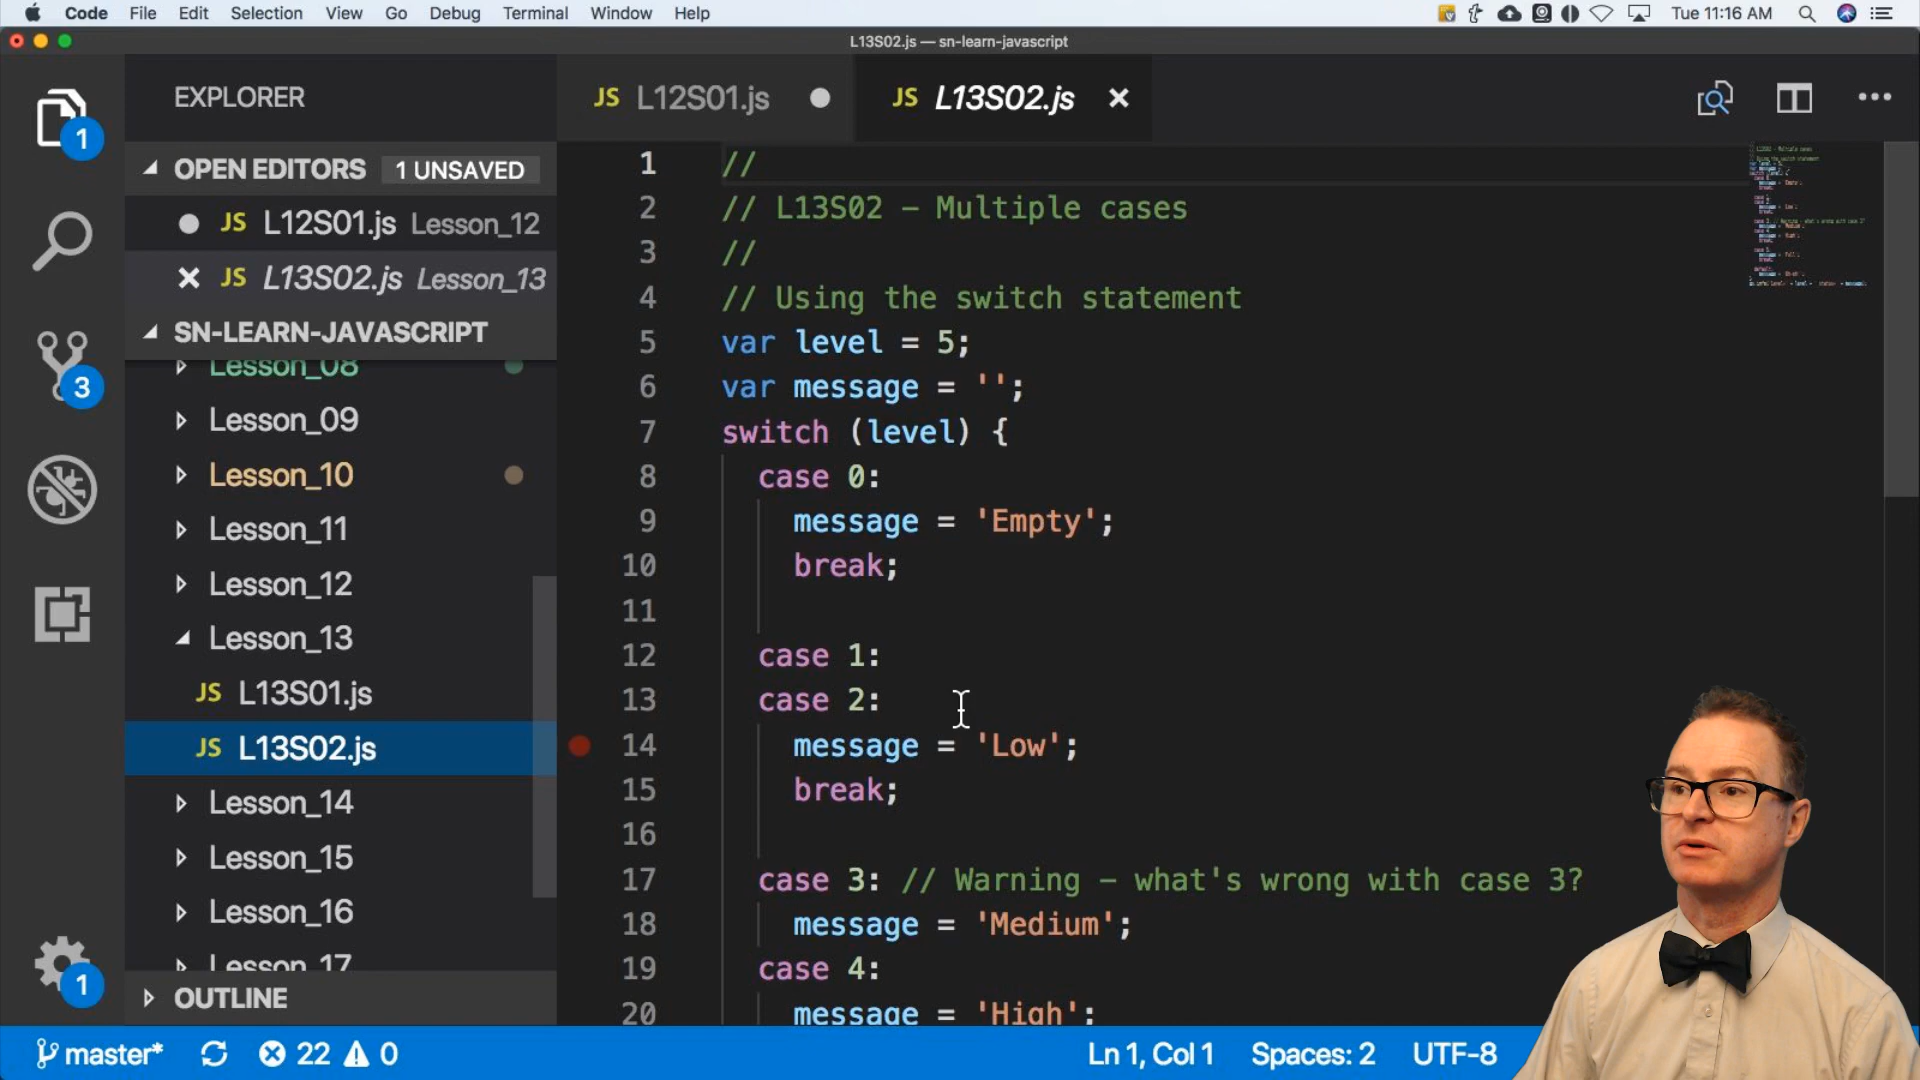 Code File Edit Selection View Go Debug Terminal Window Help Tue 11:16 AM
L13S02.js — sn-learn-javascript
EXPLORER
JS L12S01.js
JS L13S02.js
1
OPEN EDITORS 1 UNSAVED
JS L12S01.js Lesson_12
JS L13S02.js Lesson_13
SN-LEARN-JAVASCRIPT
3
Lesson_08
Lesson_09
Lesson_10
Lesson_11
Lesson_12
Lesson_13
JS L13S01.js
JS L13S02.js
Lesson_14
Lesson_15
Lesson_16
Lesson_17
1
OUTLINE
1 //
2 // L13S02 – Multiple cases
3 //
4 // Using the switch statement
5 var level = 5;
6 var message = '';
7 switch (level) {
8 case 0:
9 message = 'Empty';
10 break;
11
12 case 1:
13 case 2:
14 message = 'Low';
15 break;
16
17 case 3: // Warning – what's wrong with case 3?
18 message = 'Medium';
19 case 4:
20 message = 'High';
master* 22 0 Ln 1, Col 1 Spaces: 2 UTF-8